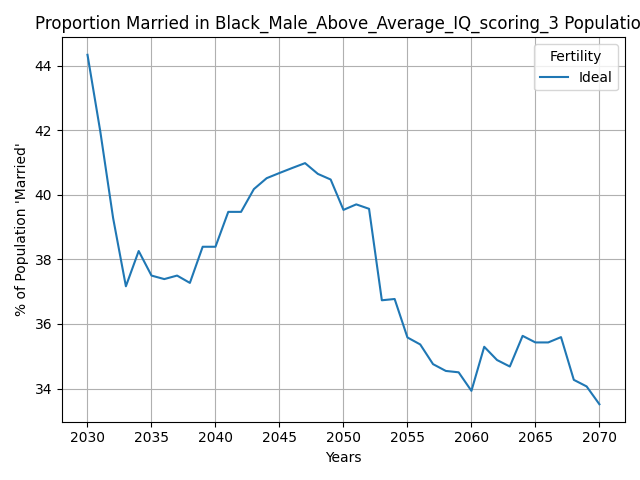 Proportion Married in Black_Male_Above_Average_IQ_scoring_3 Populatio
Fertility
Ideal
% of Population 'Married'
44
42
40
38
36
34
2030 2035 2040 2045 2050 2055 2060 2065 2070
Years